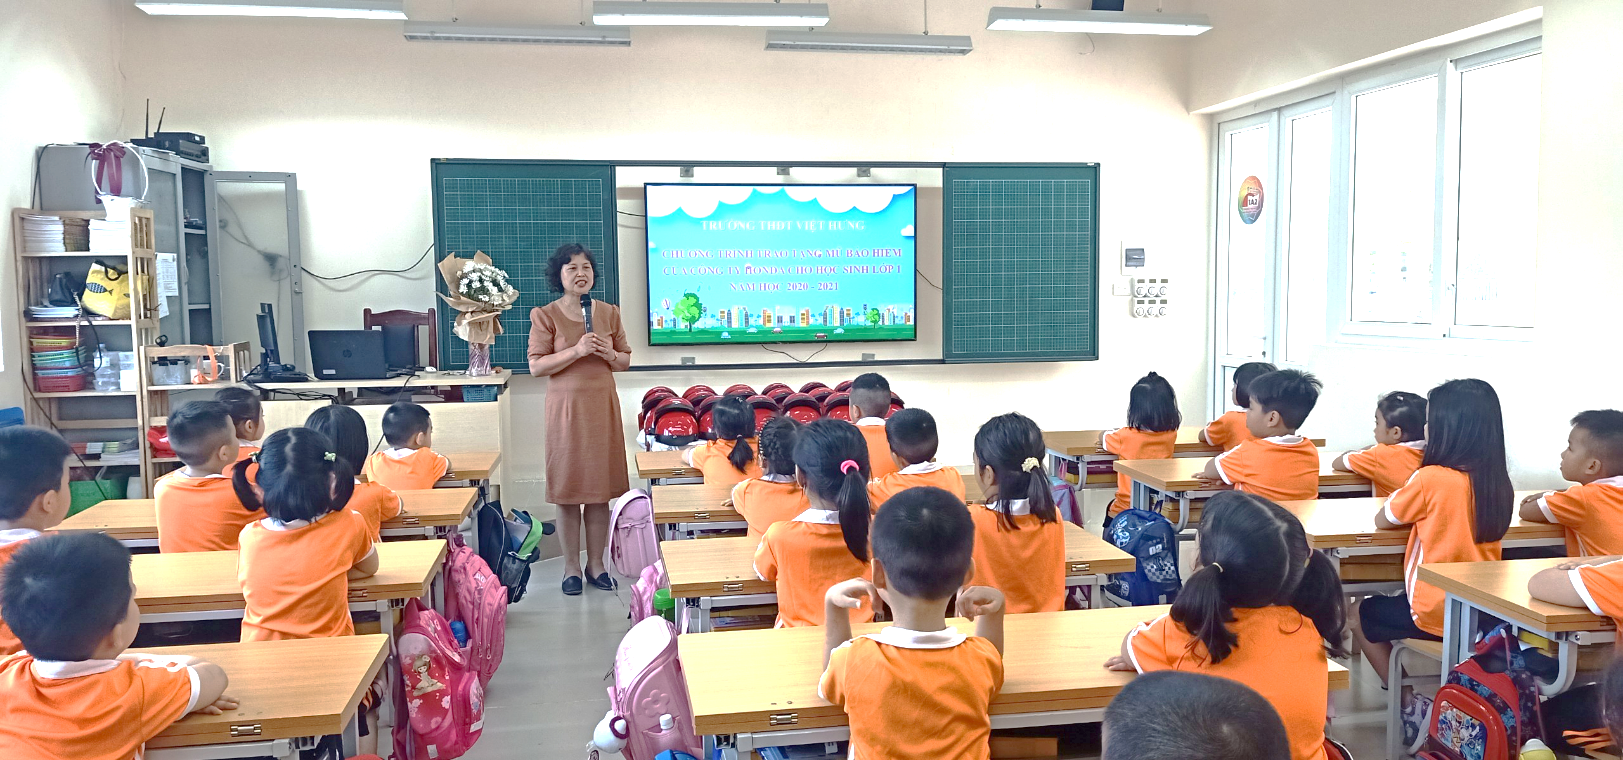 TRƯỜNG THDT VIỆT HƯNG
CHƯƠNG TRÌNH TRAO TẶNG MŨ BẢO HIỂM
CỦA CÔNG TY HONDA CHO HỌC SINH LỚP 1
NĂM HỌC 2020 - 2021
1A2